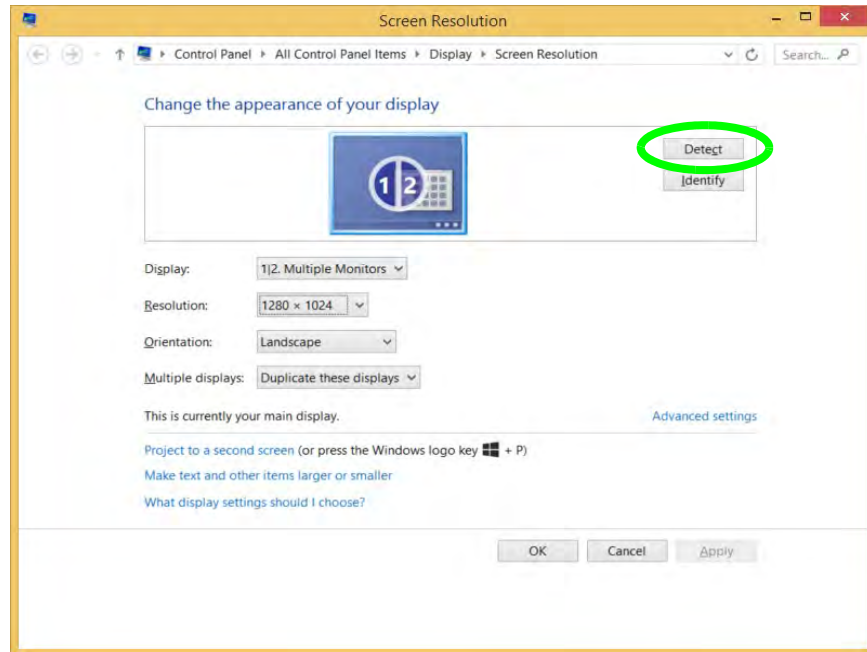 Screen Resolution
Control Panel All Control Panel Items Display Screen Resolution Search...
Change the appearance of your display
Detect
1 2
Identify
Display: 1|2. Multiple Monitors
Resolution: 1280 × 1024
Orientation: Landscape
Multiple displays: Duplicate these displays
This is currently your main display. Advanced settings
Project to a second screen (or press the Windows logo key + P)
Make text and other items larger or smaller
What display settings should I choose?
OK Cancel Apply